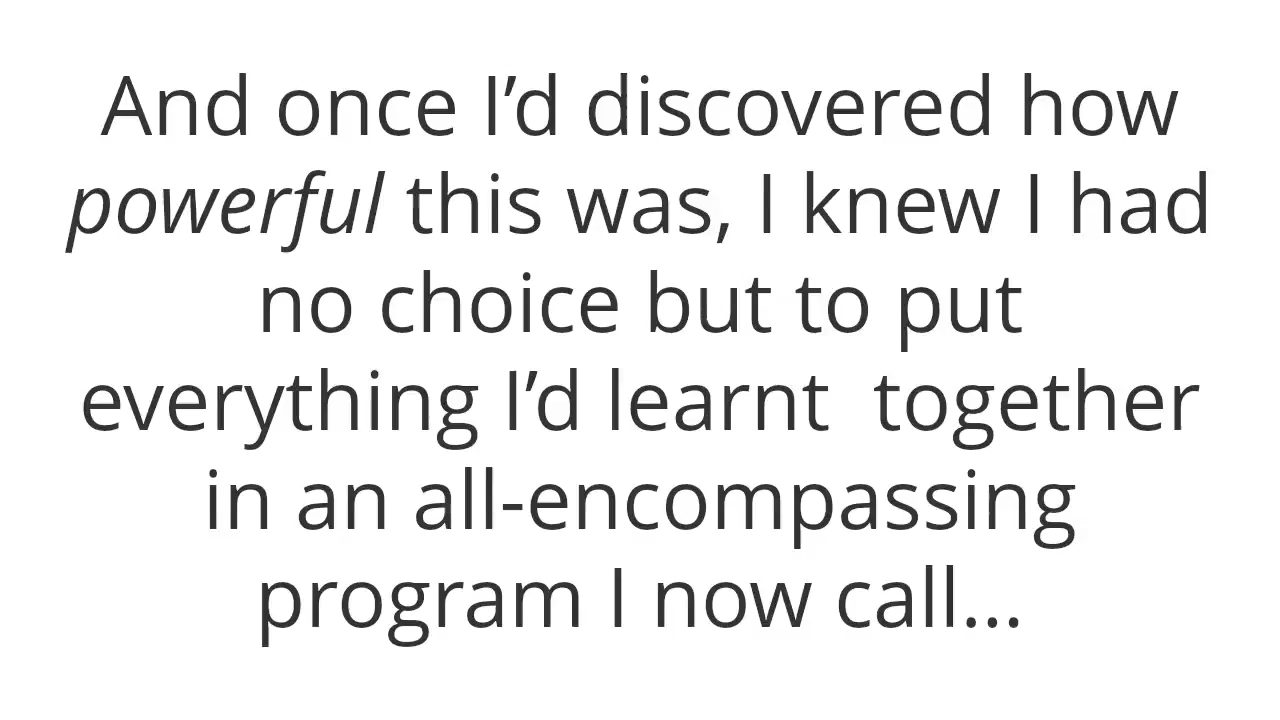 And once I’d discovered how
powerful this was, I knew I had
no choice but to put
everything I’d learnt  together
in an all-encompassing
program I now call...